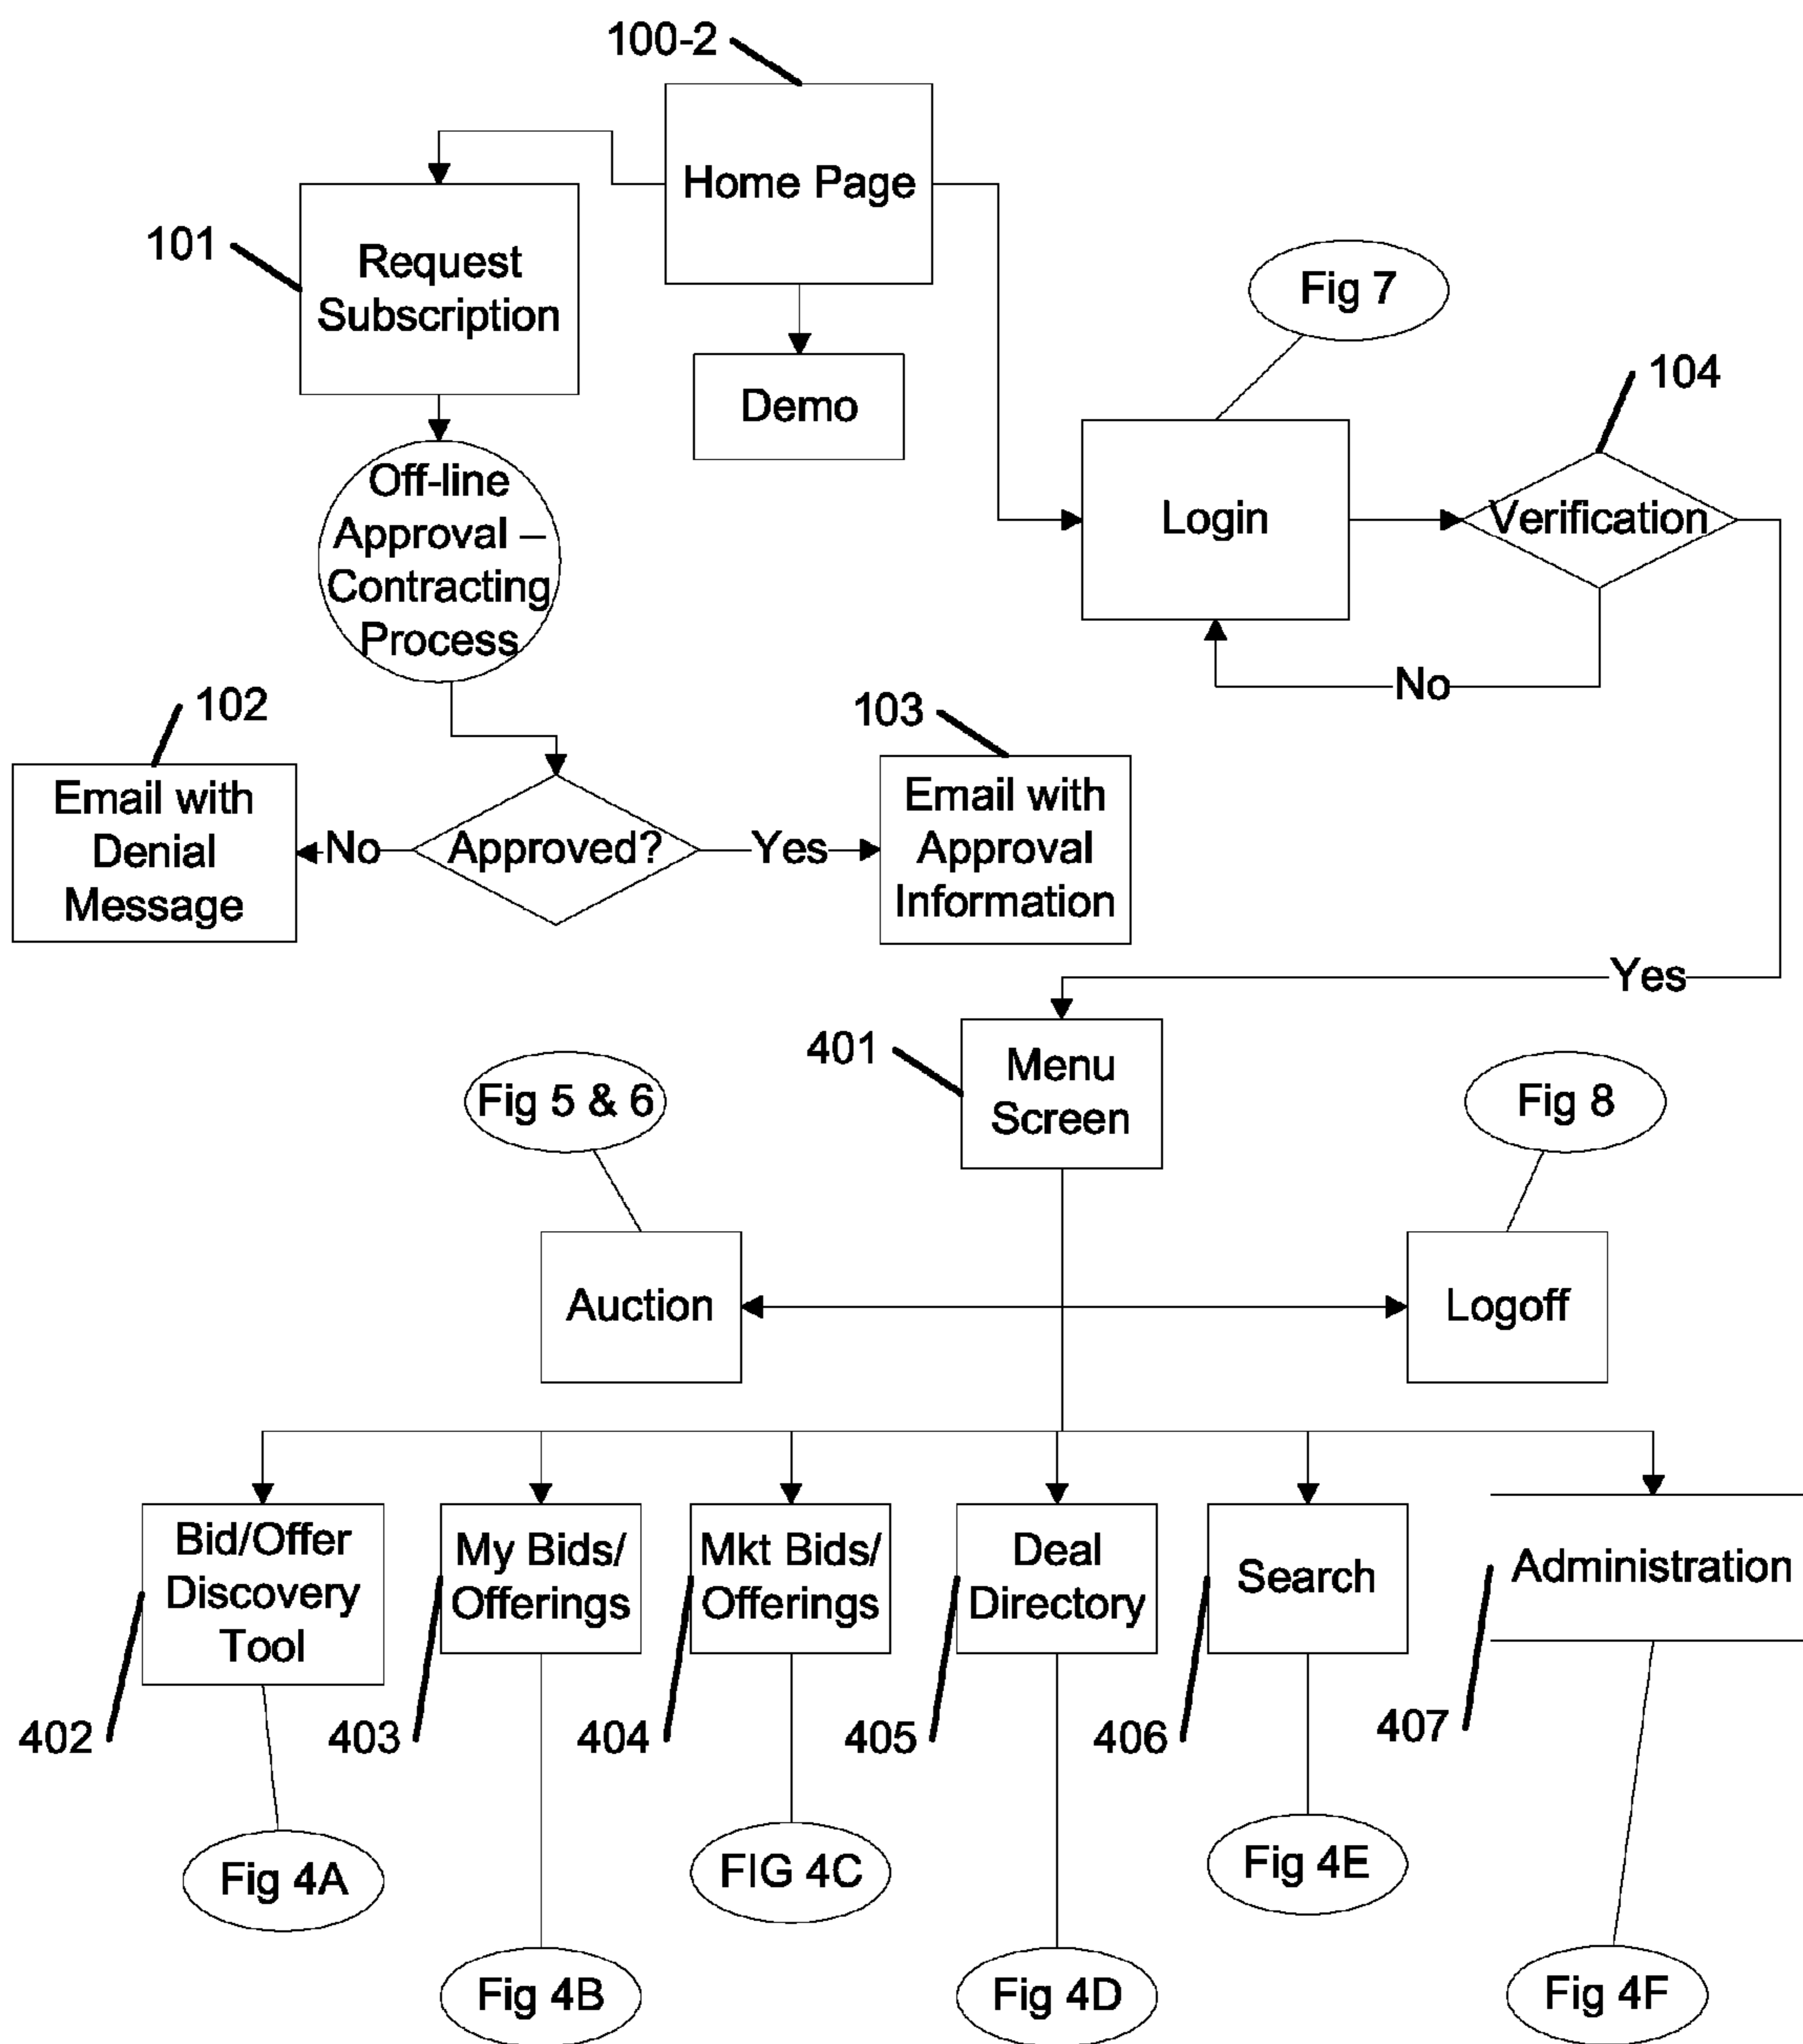 100-2
Home Page
101
Request
Subscription
Demo
Fig 7
104
Login
Verification
No
Off-line
Approval –
Contracting
Process
102
103
Email with
Denial
Message
No
Approved?
Yes
Email with
Approval
Information
Yes
401
Menu
Screen
Fig 5 & 6
Fig 8
Auction
Logoff
Bid/Offer
Discovery
Tool
My Bids/
Offerings
Mkt Bids/
Offerings
Deal
Directory
Search
Administration
402
403
404
405
406
407
Fig 4A
FIG 4C
Fig 4E
Fig 4B
Fig 4D
Fig 4F